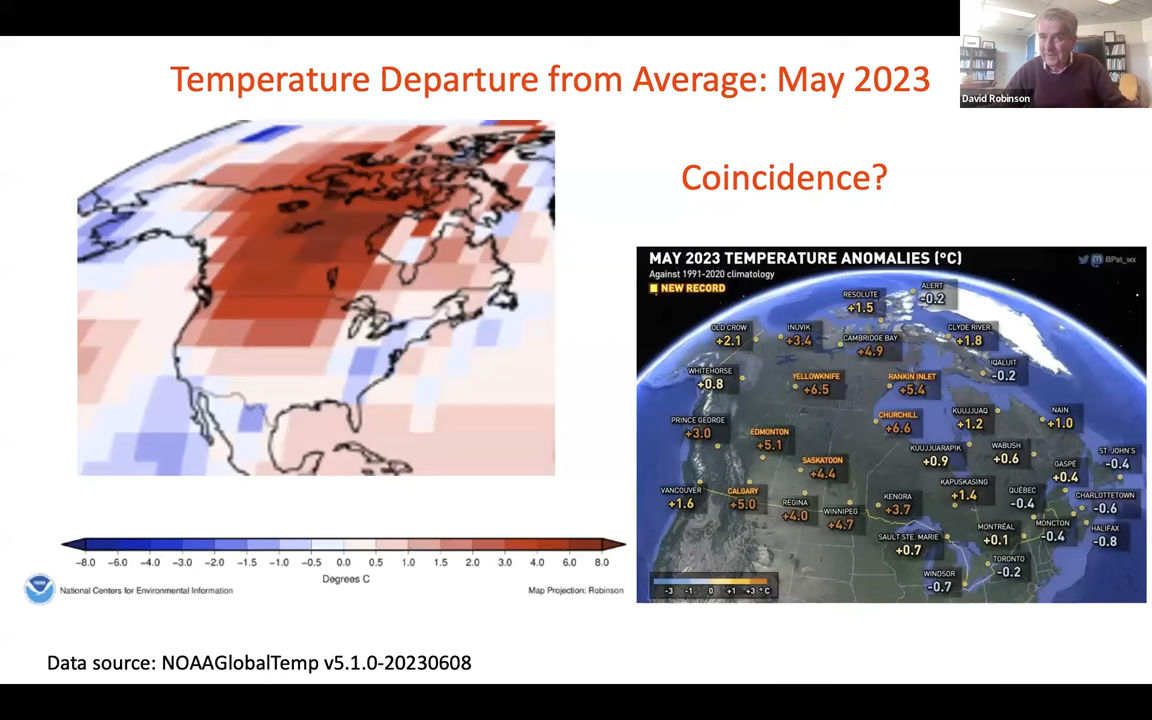 Temperature Departure from Average: May 2023
David Robinson
Coincidence?
MAY 2023 TEMPERATURE ANOMALIES (°C)
Against 1991-2020 climatology
NEW RECORD
@Pat_wx
ALERT
-0.2
RESOLUTE
+1.5
OLD CROW
+2.1
INUVIK
+3.4
CAMBRIDGE BAY
+4.9
CLYDE RIVER
+1.8
IQALUIT
-0.2
WHITEHORSE
+0.8
YELLOWKNIFE
+6.5
RANKIN INLET
+5.4
PRINCE GEORGE
+3.0
EDMONTON
+5.1
CHURCHILL
+6.6
KUUJJUAQ
+1.2
NAIN
+1.0
SASKATOON
+4.4
KUUJJUARAPIK
+0.9
WABUSH
+0.6
GASPÉ
+0.4
ST. JOHN'S
-0.4
VANCOUVER
+1.6
CALGARY
+5.0
REGINA
+4.0
WINNIPEG
+4.7
KENORA
+3.7
KAPUSKASING
+1.4
QUÉBEC
-0.4
CHARLOTTETOWN
-0.6
SAULT STE. MARIE
+0.7
MONTRÉAL
+0.1
MONCTON
-0.4
HALIFAX
-0.8
TORONTO
-0.2
WINDSOR
-0.7
-3 -1 0 +1 +3 °C
-8.0 -6.0 -4.0 -3.0 -2.0 -1.5 -1.0 -0.5 0.0 0.5 1.0 1.5 2.0 3.0 4.0 6.0 8.0
Degrees C
National Centers for Environmental Information
Map Projection: Robinson
Data source: NOAAGlobalTemp v5.1.0-20230608